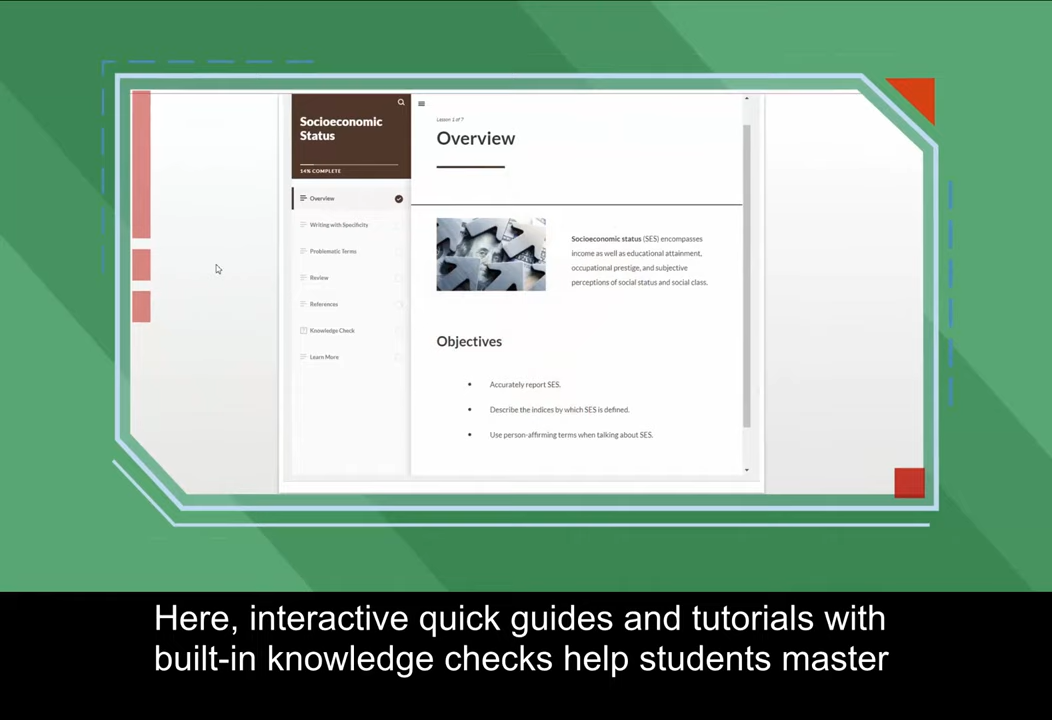 Socioeconomic
Status
14% COMPLETE
Overview
Writing with Specificity
Problematic Terms
Review
References
Knowledge Check
Learn More
Lesson 1 of 7
Overview
Socioeconomic status (SES) encompasses
income as well as educational attainment,
occupational prestige, and subjective
perceptions of social status and social class.
Objectives
• Accurately report SES.
• Describe the indices by which SES is defined.
• Use person-affirming terms when talking about SES.
Here, interactive quick guides and tutorials with
built-in knowledge checks help students master